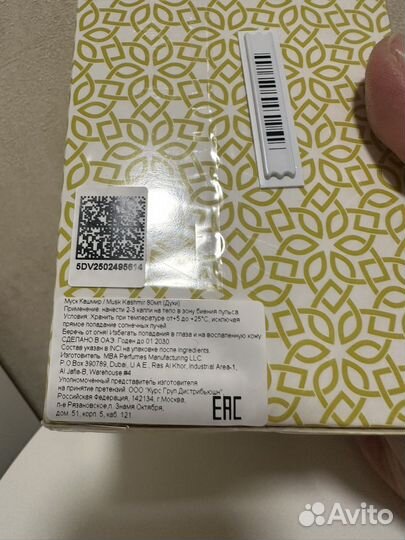 5DV2502495614
Муск Кашмир / Musk Kashmir 80мл (Духи)
Применение: нанести 2-3 капли на тело в зону биения пульса
Условия: Хранить при температуре от+5 до +25°C, исключая
прямое попадание солнечных лучей.
Беречь от огня! Избегать попадания в глаза и на воспаленную кожу
СДЕЛАНО В ОАЭ. Годен до 01 2030
Состав указан в INCI на упаковке после ingredients.
Изготовитель: MBA Perfumes Manufacturing LLC
P.O Box 390789, Dubai, U.A.E., Ras Al Khor, Industrial Area-1,
Al Jaffa-B, Warehouse #4
Уполномоченный представитель изготовителя
на принятие претензий: ООО "Курс Груп Дистрибьюшн"
Российская Федерация, 142134, г.Москва,
п-е Рязановское л. Знамя Октября,
дом. 51, корп. 5, каб. 121.
EAC
Avito